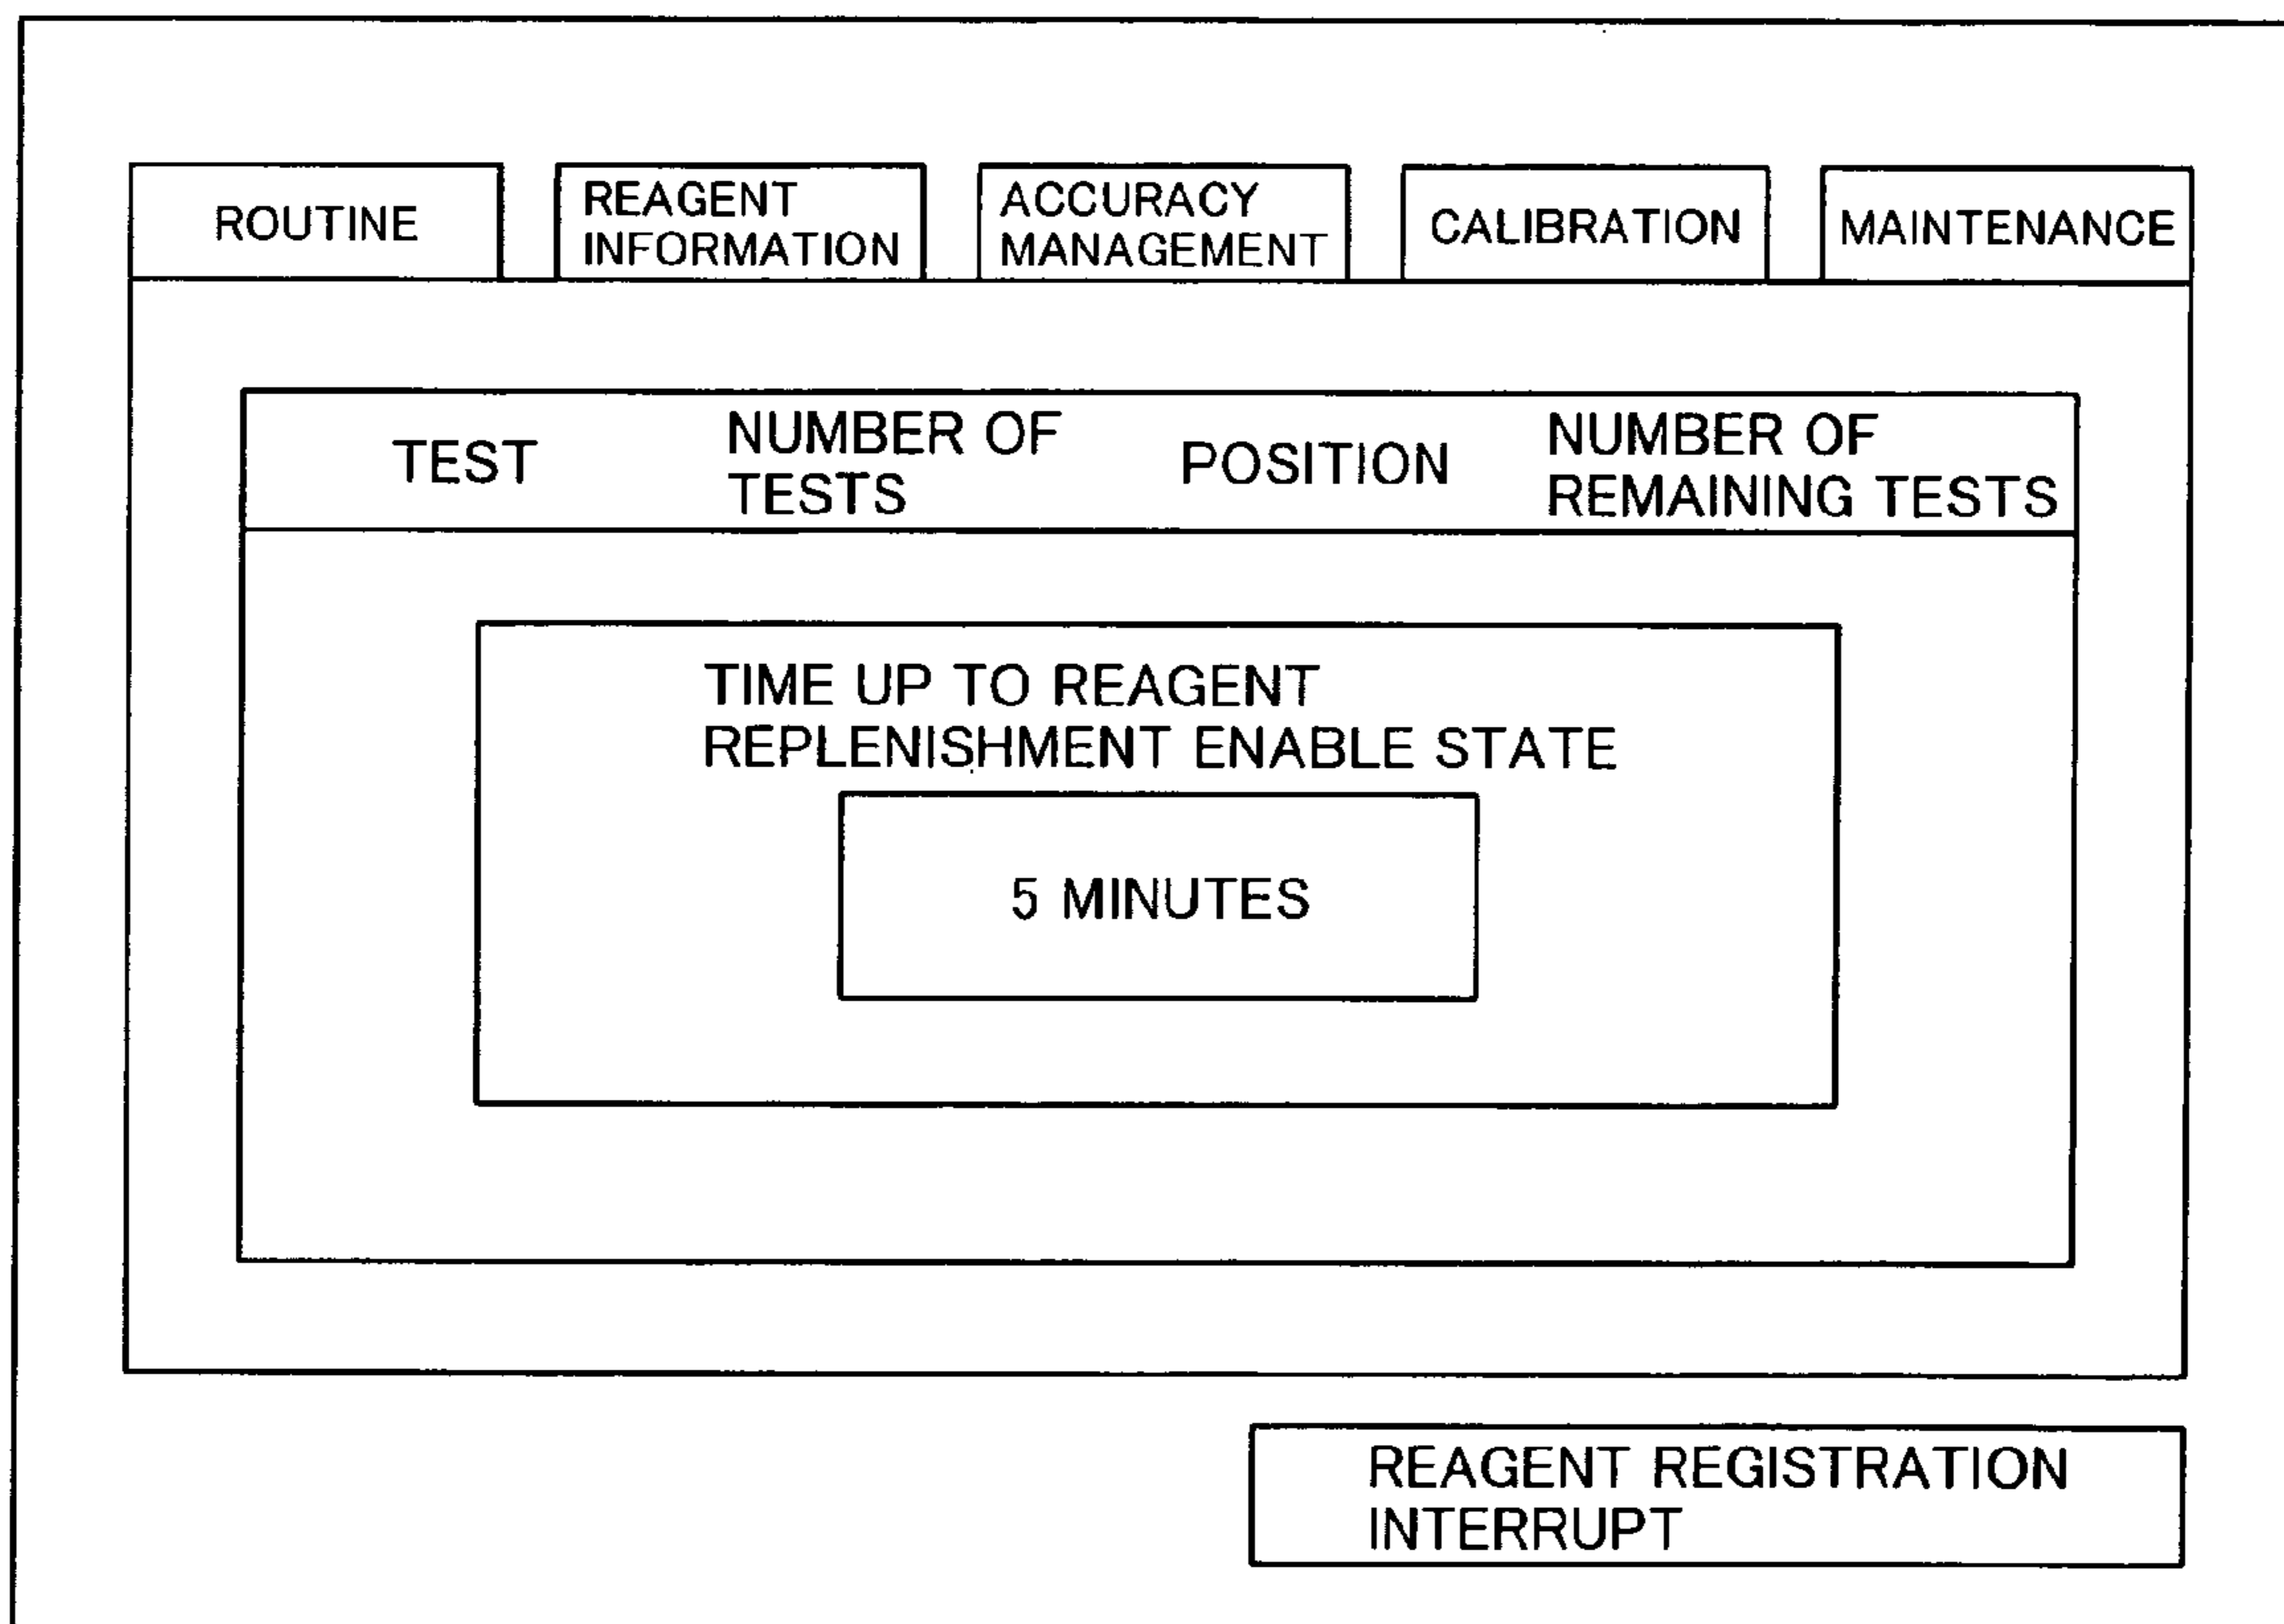 ROUTINE
REAGENT
INFORMATION
ACCURACY
MANAGEMENT
CALIBRATION
MAINTENANCE
TEST
NUMBER OF
TESTS
POSITION
NUMBER OF
REMAINING TESTS
TIME UP TO REAGENT
REPLENISHMENT ENABLE STATE
5 MINUTES
REAGENT REGISTRATION
INTERRUPT